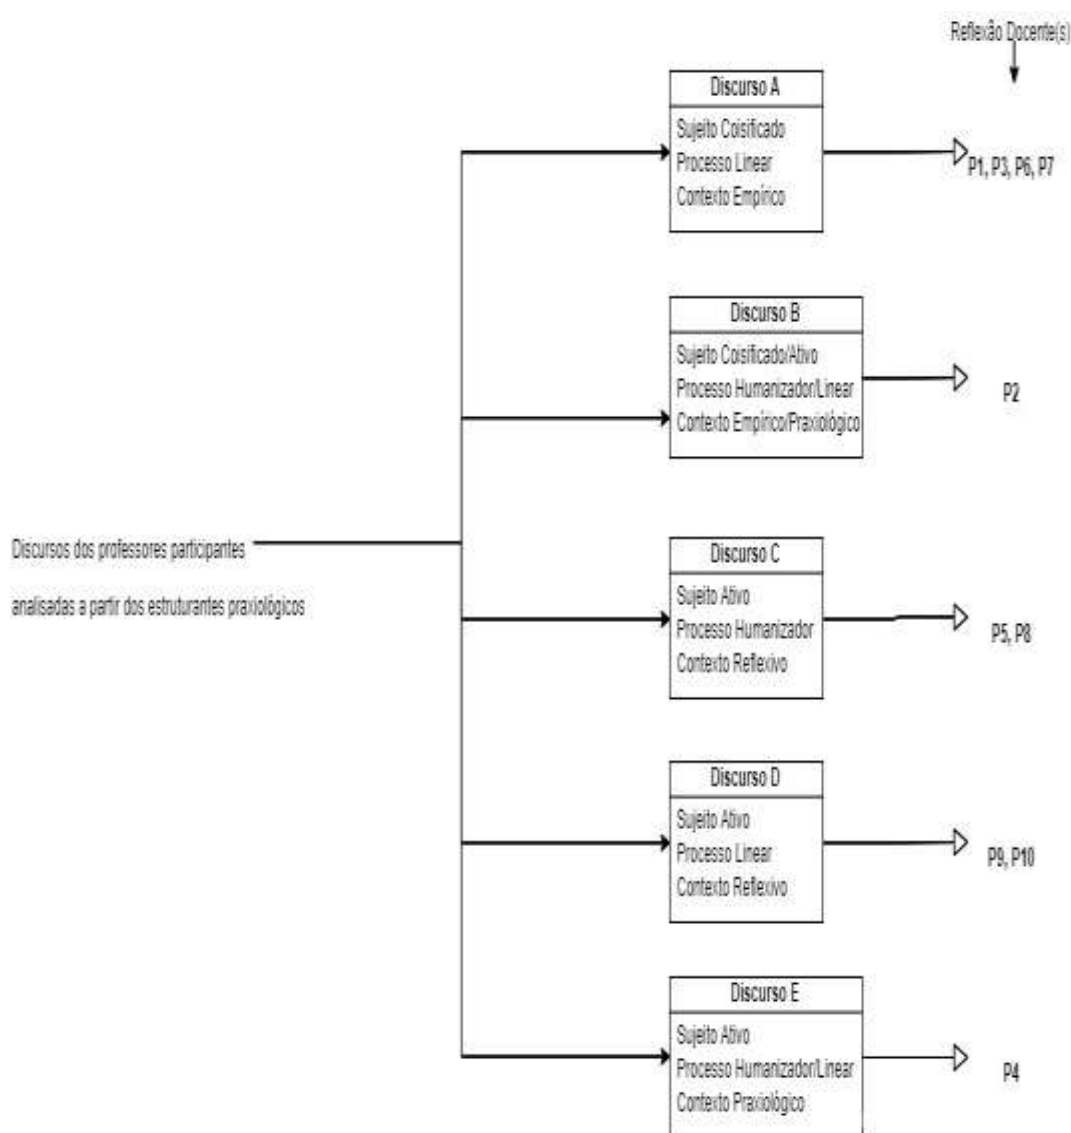 Reflexão Docente(s)
Discurso A
Sujeito Coisificado
Processo Linear
Contexto Empírico
P1, P3, P6, P7
Discurso B
Sujeito Coisificado/Ativo
Processo Humanizador/Linear
Contexto Empírico/Praxiológico
P2
Discursos dos professores participantes
analisadas a partir dos estruturantes praxiológicos
Discurso C
Sujeito Ativo
Processo Humanizador
Contexto Reflexivo
P5, P8
Discurso D
Sujeito Ativo
Processo Linear
Contexto Reflexivo
P9, P10
Discurso E
Sujeito Ativo
Processo Humanizador/Linear
Contexto Praxiológico
P4